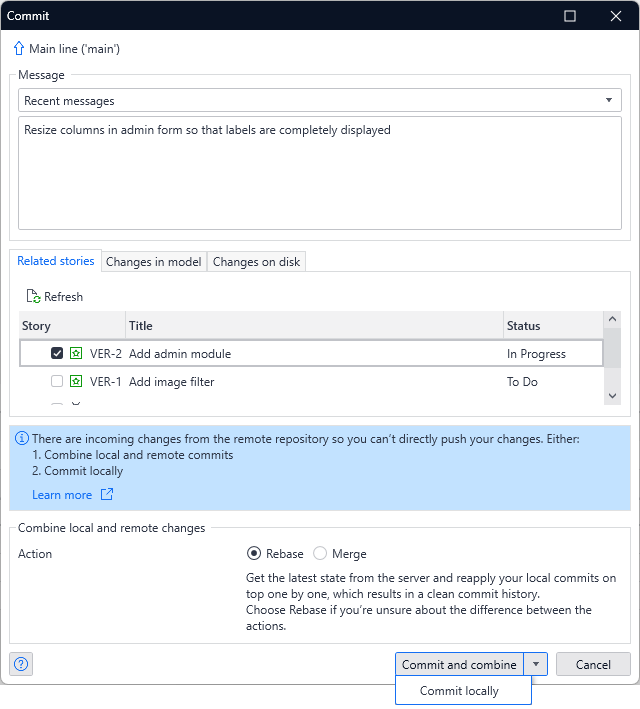 Commit
Main line ('main')
Message
Recent messages
Resize columns in admin form so that labels are completely displayed
Related stories Changes in model Changes on disk
Refresh
Story Title Status
VER-2 Add admin module In Progress
VER-1 Add image filter To Do
There are incoming changes from the remote repository so you can’t directly push your changes. Either:
1. Combine local and remote commits
2. Commit locally
Learn more
Combine local and remote changes
Action Rebase Merge
Get the latest state from the server and reapply your local commits on
top one by one, which results in a clean commit history.
Choose Rebase if you’re unsure about the difference between the
actions.
Commit and combine Cancel
Commit locally